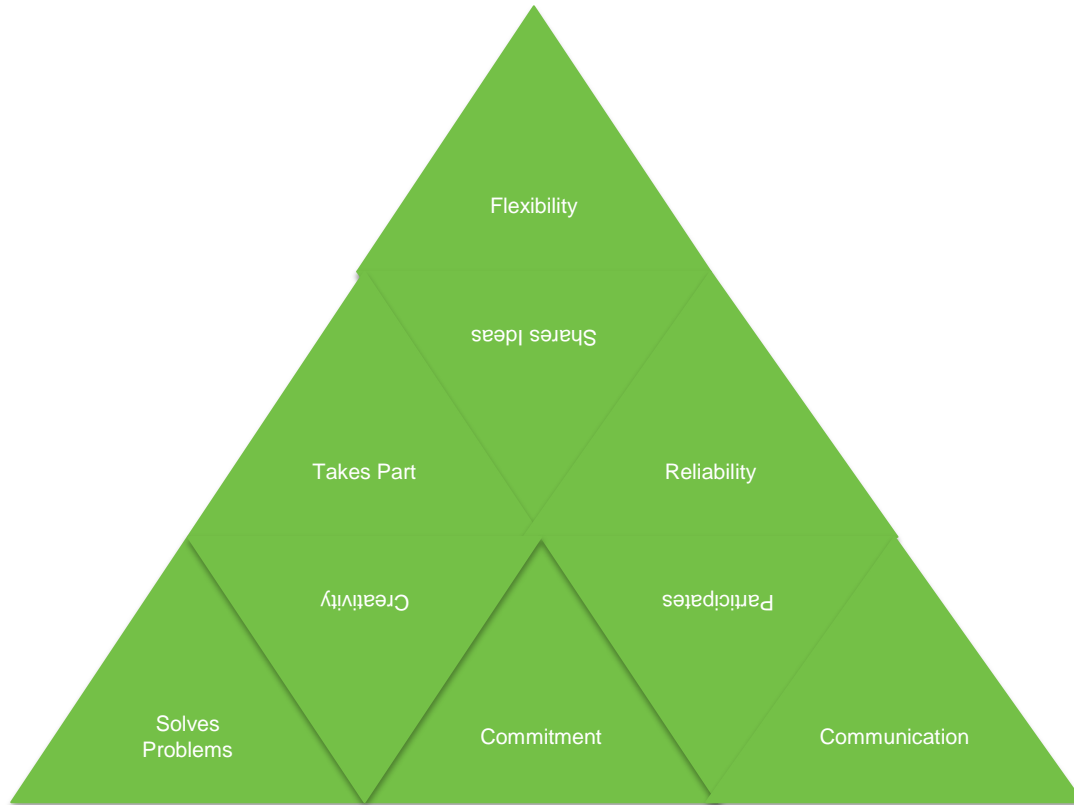 Flexibility
Shares Ideas
Takes Part
Reliability
Creativity
Participates
Solves
Problems
Commitment
Communication